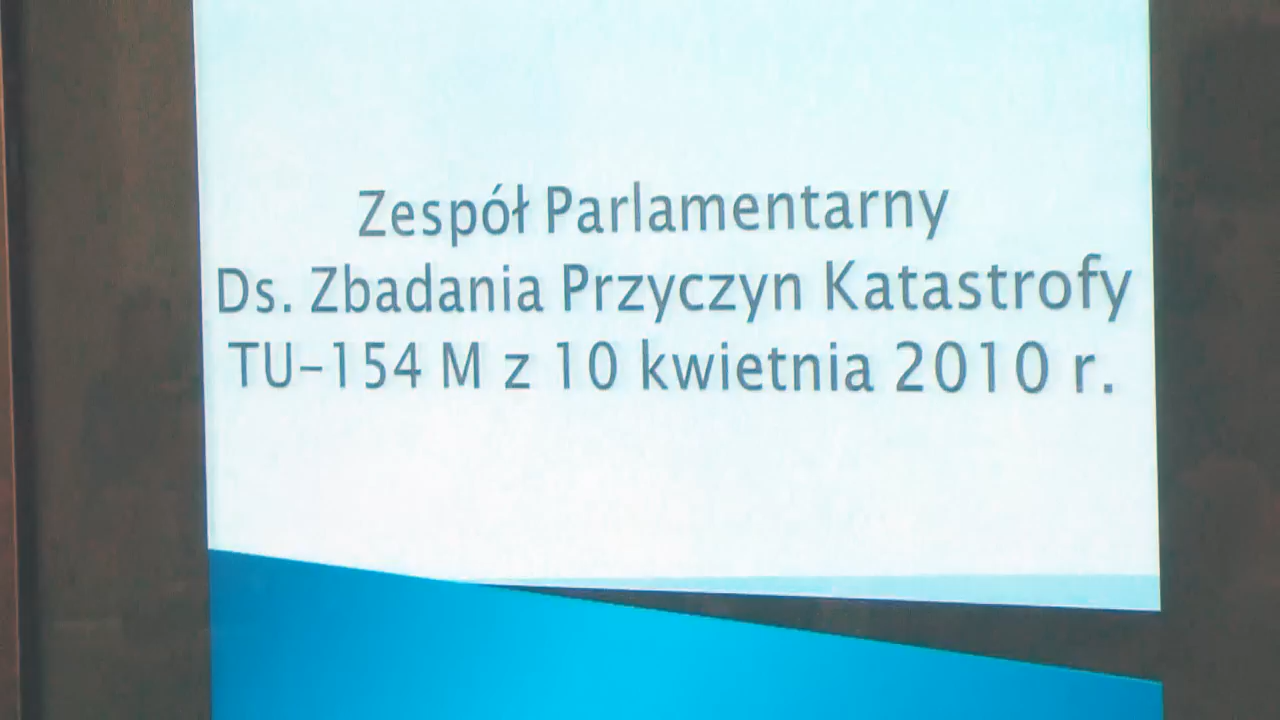 Zespół Parlamentarny
Ds. Zbadania Przyczyn Katastrofy
TU-154 M z 10 kwietnia 2010 r.